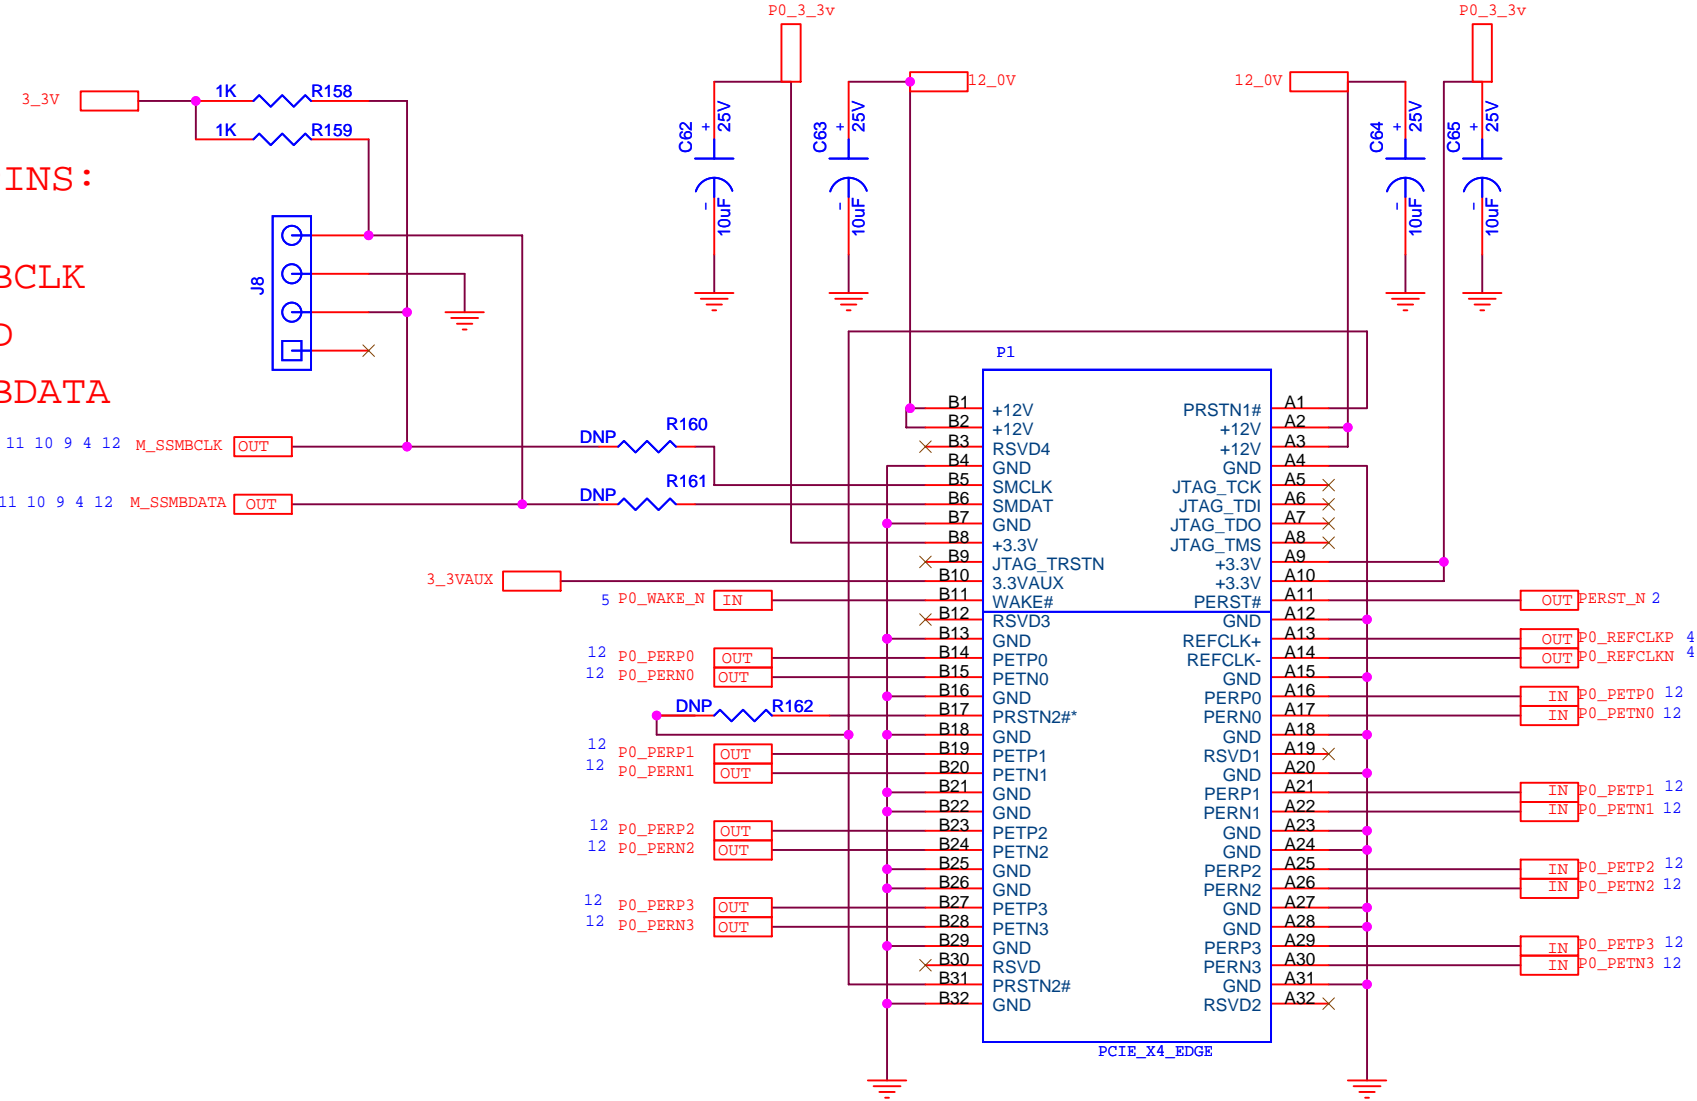 P0_3_3v
P0_3_3v
3_3V
1K R158
1K R159
12_0V
12_0V
C62 + 25V - 10uF
C63 + 25V - 10uF
C64 + 25V - 10uF
C65 + 25V - 10uF
INS:
BCLK
D
BDATA
J8
P1
11 10 9 4 12 M_SSMBCLK OUT
11 10 9 4 12 M_SSMBDATA OUT
DNP R160
DNP R161
3_3VAUX
5 P0_WAKE_N IN
12 P0_PERP0 OUT
12 P0_PERN0 OUT
DNP R162
12 P0_PERP1 OUT
12 P0_PERN1 OUT
12 P0_PERP2 OUT
12 P0_PERN2 OUT
12 P0_PERP3 OUT
12 P0_PERN3 OUT
B1 +12V PRSTN1# A1
B2 +12V +12V A2
B3 RSVD4 +12V A3
B4 GND GND A4
B5 SMCLK JTAG_TCK A5
B6 SMDAT JTAG_TDI A6
B7 GND JTAG_TDO A7
B8 +3.3V JTAG_TMS A8
B9 JTAG_TRSTN +3.3V A9
B10 3.3VAUX +3.3V A10
B11 WAKE# PERST# A11
B12 RSVD3 GND A12
B13 GND REFCLK+ A13
B14 PETP0 REFCLK- A14
B15 PETN0 GND A15
B16 GND PERP0 A16
B17 PRSTN2#* PERN0 A17
B18 GND GND A18
B19 PETP1 RSVD1 A19
B20 PETN1 GND A20
B21 GND PERP1 A21
B22 GND PERN1 A22
B23 PETP2 GND A23
B24 PETN2 GND A24
B25 GND PERP2 A25
B26 GND PERN2 A26
B27 PETP3 GND A27
B28 PETN3 GND A28
B29 GND PERP3 A29
B30 RSVD PERN3 A30
B31 PRSTN2# GND A31
B32 GND RSVD2 A32
PCIE_X4_EDGE
OUT PERST_N 2
OUT P0_REFCLKP 4
OUT P0_REFCLKN 4
IN P0_PETP0 12
IN P0_PETN0 12
IN P0_PETP1 12
IN P0_PETN1 12
IN P0_PETP2 12
IN P0_PETN2 12
IN P0_PETP3 12
IN P0_PETN3 12